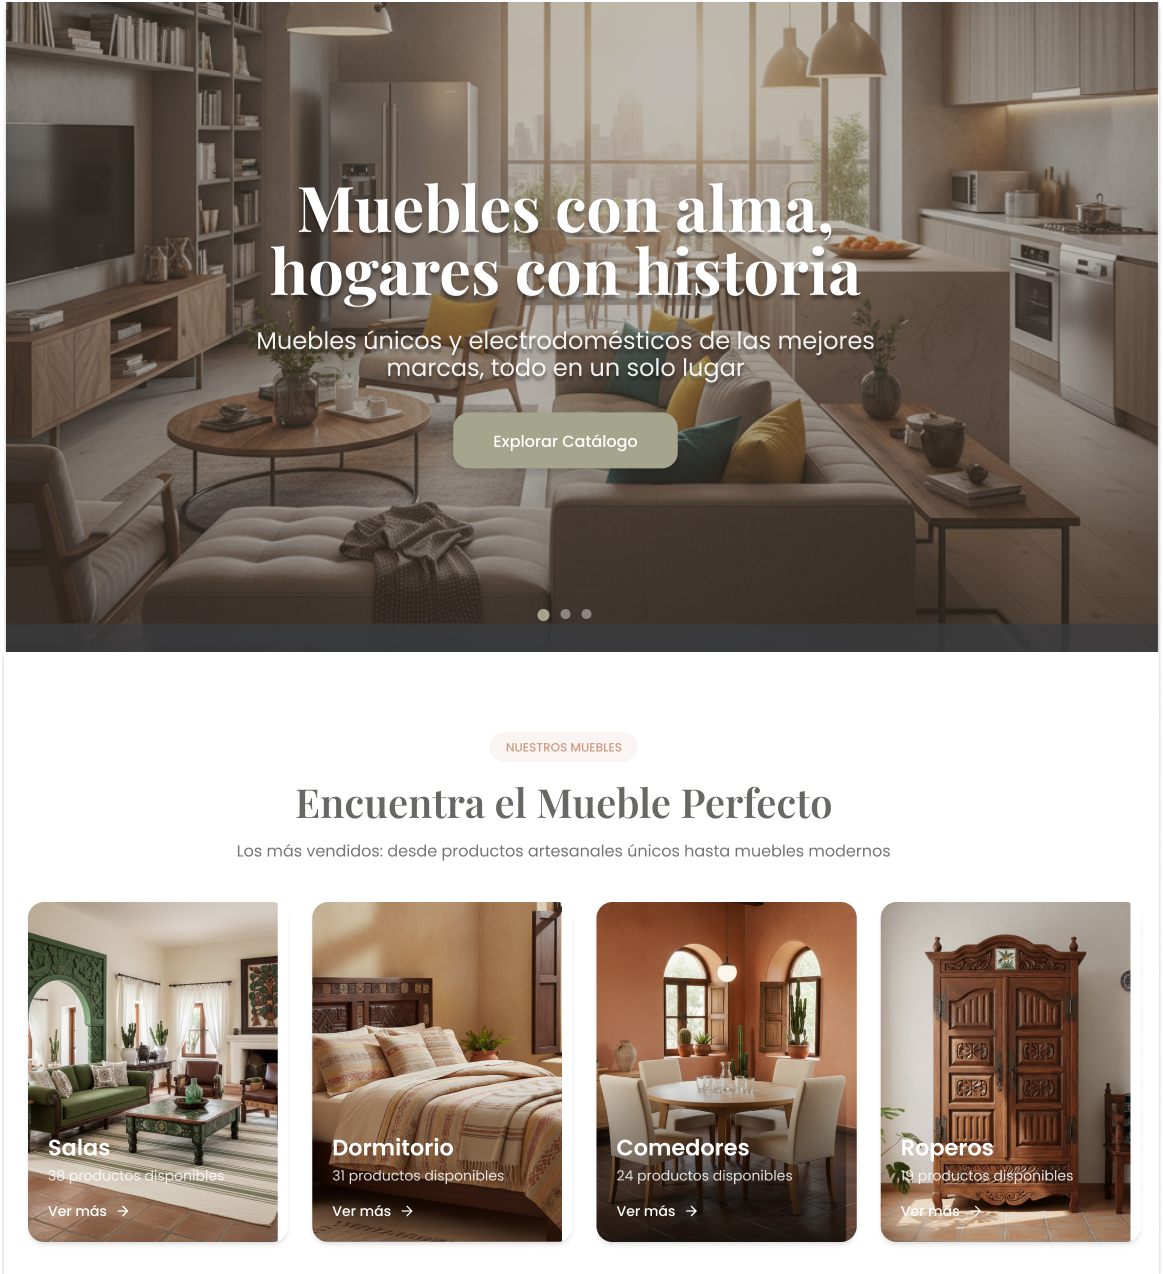 Muebles con alma,
hogares con historia
Muebles únicos y electrodomésticos de las mejores
marcas, todo en un solo lugar
Explorar Catálogo
NUESTROS MUEBLES
Encuentra el Mueble Perfecto
Los más vendidos: desde productos artesanales únicos hasta muebles modernos
Salas
38 productos disponibles
Ver más →
Dormitorio
31 productos disponibles
Ver más →
Comedores
24 productos disponibles
Ver más →
Roperos
19 productos disponibles
Ver más →